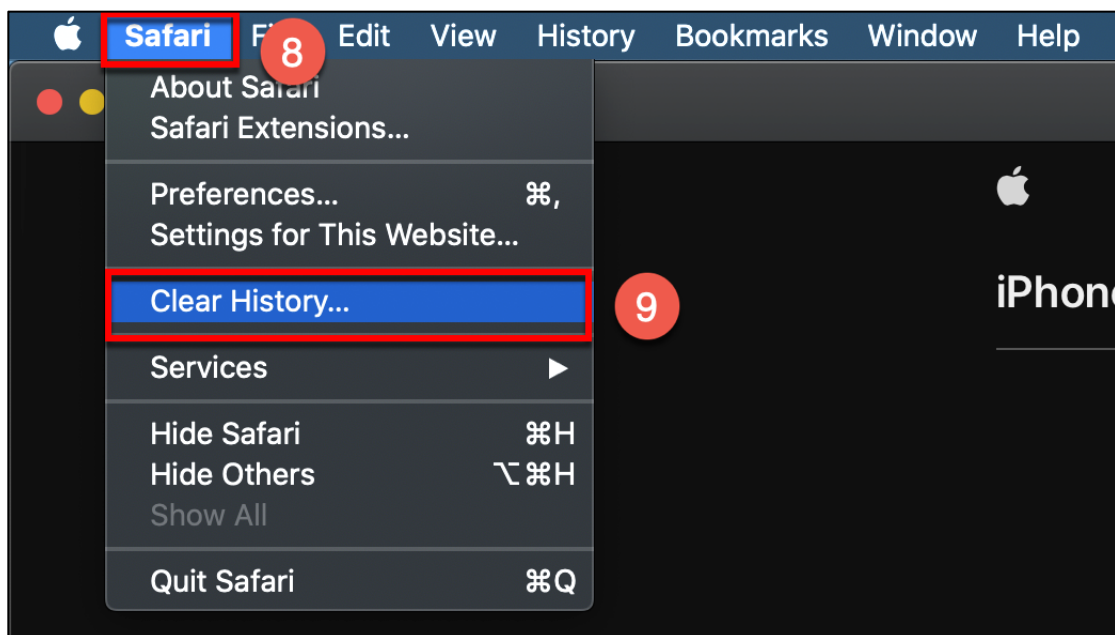 Safari File Edit View History Bookmarks Window Help
8
About Safari
Safari Extensions...
Preferences... ⌘,
Settings for This Website...
Clear History...
9
Services ▶
Hide Safari ⌘H
Hide Others ⌥⌘H
Show All
Quit Safari ⌘Q